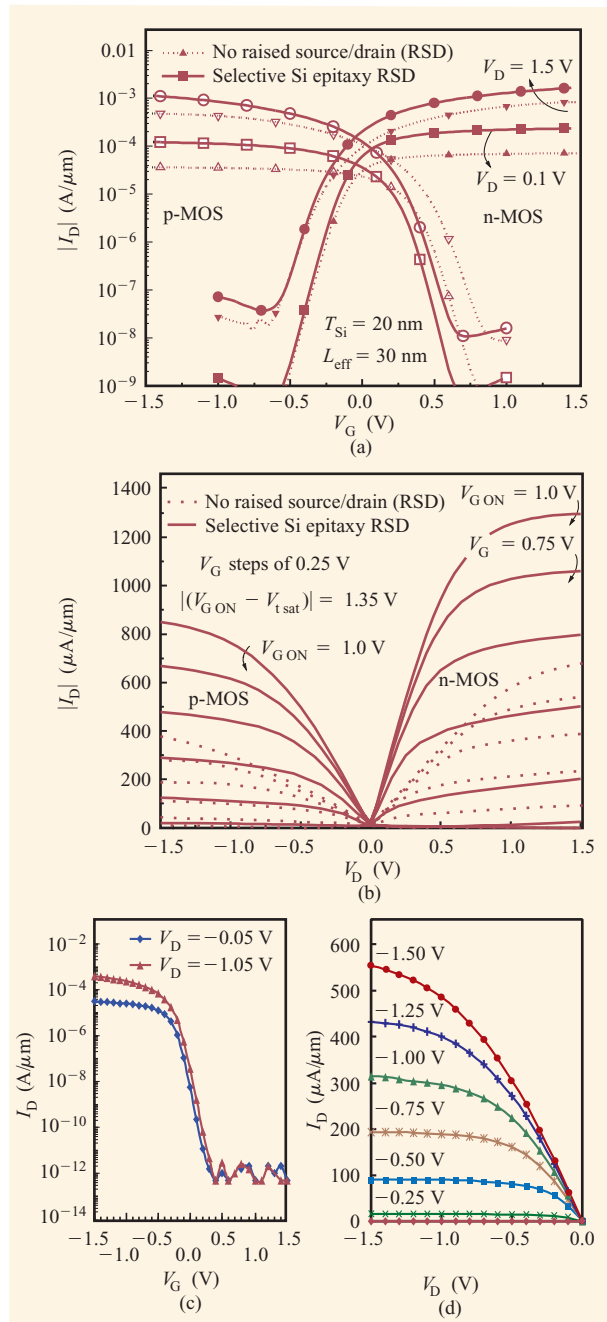 0.01
10⁻³
10⁻⁴
10⁻⁵
10⁻⁶
10⁻⁷
10⁻⁸
10⁻⁹
|I_D| (A/μm)
No raised source/drain (RSD)
Selective Si epitaxy RSD
V_D = 1.5 V
V_D = 0.1 V
p-MOS
n-MOS
T_Si = 20 nm
L_eff = 30 nm
−1.5 −1.0 −0.5 0.0 0.5 1.0 1.5
V_G (V)
(a)
1400
1200
1000
800
600
400
200
0
|I_D| (μA/μm)
No raised source/drain (RSD)
Selective Si epitaxy RSD
V_G ON = 1.0 V
V_G = 0.75 V
V_G steps of 0.25 V
|(V_G ON − V_t sat)| = 1.35 V
V_G ON = 1.0 V
p-MOS
n-MOS
−1.5 −1.0 −0.5 0.0 0.5 1.0 1.5
V_D (V)
(b)
10⁻²
10⁻⁴
10⁻⁶
10⁻⁸
10⁻¹⁰
10⁻¹²
10⁻¹⁴
I_D (A/μm)
V_D = −0.05 V
V_D = −1.05 V
−1.5 −1.0 −0.5 0.0 0.5 1.0 1.5
V_G (V)
(c)
600
500
400
300
200
100
0
I_D (μA/μm)
−1.50 V
−1.25 V
−1.00 V
−0.75 V
−0.50 V
−0.25 V
−1.5 −1.0 −0.5 0.0
V_D (V)
(d)